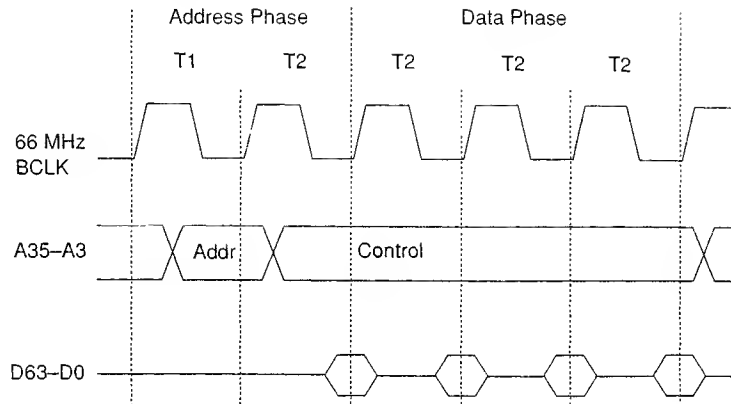 Address Phase Data Phase
T1 T2 T2 T2 T2
66 MHz
BCLK
A35–A3 Addr Control
D63–D0